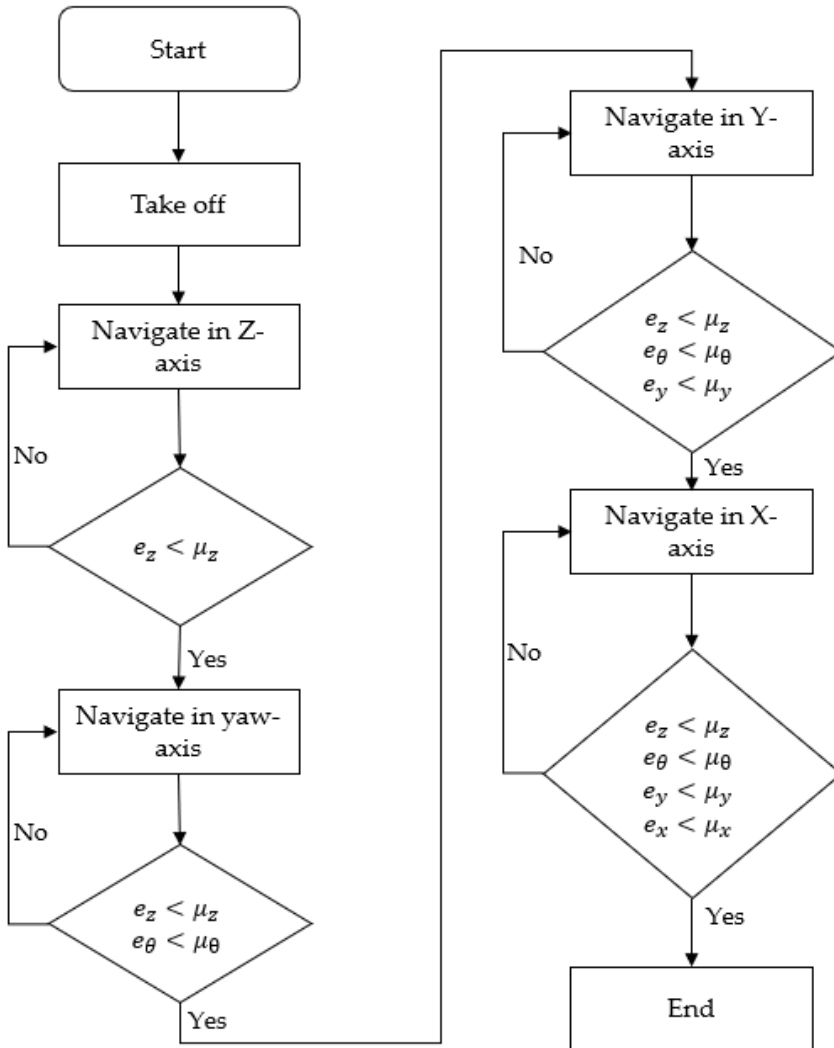 Start
Take off
Navigate in Z-
axis
No
e_z < μ_z
Yes
Navigate in yaw-
axis
No
e_θ < μ_θ
e_z < μ_z
Yes
Navigate in Y-
axis
No
e_z < μ_z
e_θ < μ_θ
e_y < μ_y
Yes
Navigate in X-
axis
No
e_z < μ_z
e_θ < μ_θ
e_y < μ_y
e_x < μ_x
Yes
End